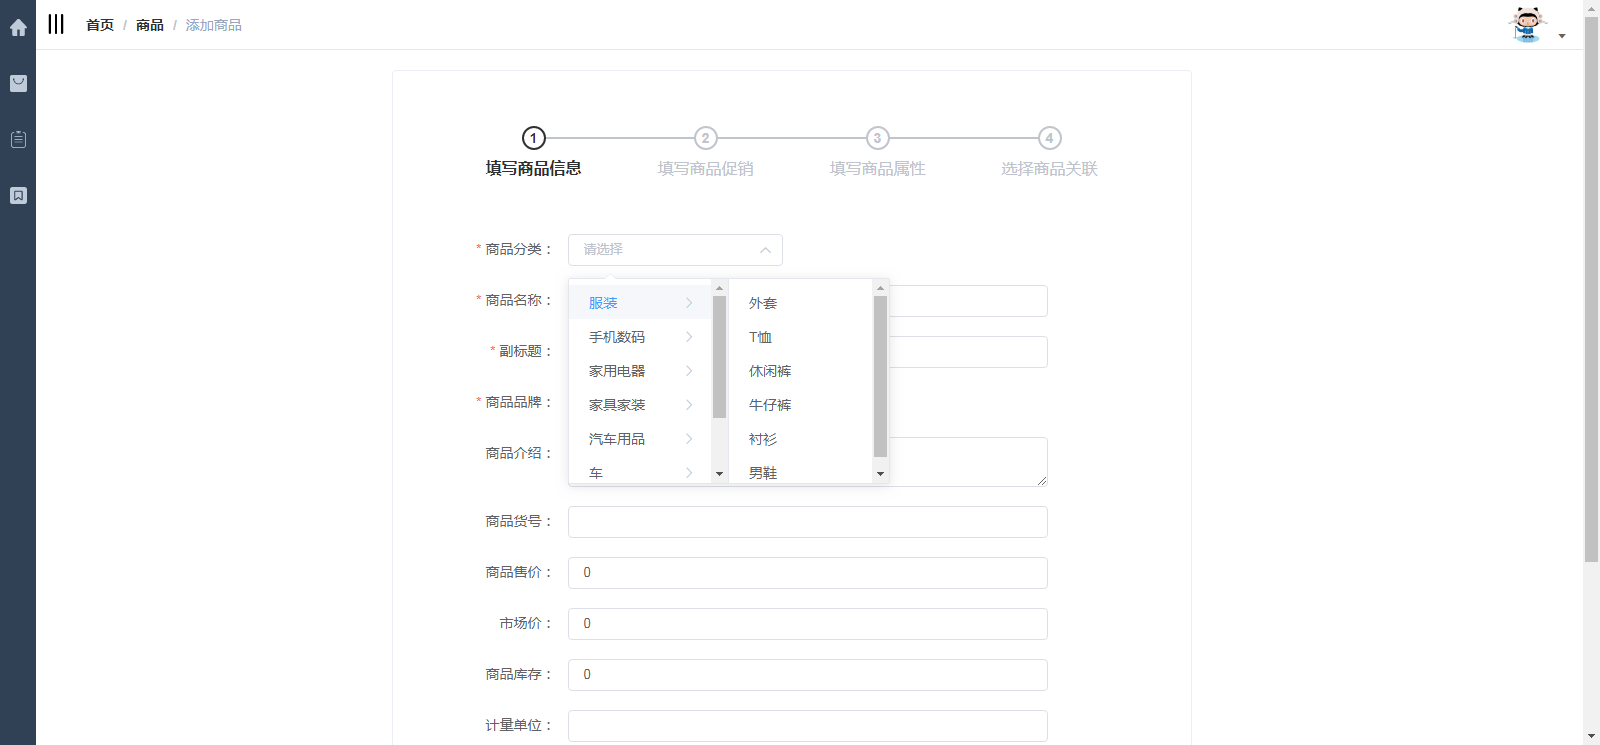 首页 / 商品 / 添加商品
1 2 3 4
填写商品信息 填写商品促销 填写商品属性 选择商品关联
* 商品分类： 请选择
* 商品名称：
* 副标题：
* 商品品牌：
商品介绍：
服装 外套
手机数码 T恤
家用电器 休闲裤
家具家装 牛仔裤
汽车用品 衬衫
车 男鞋
商品货号：
商品售价： 0
市场价： 0
商品库存： 0
计量单位：